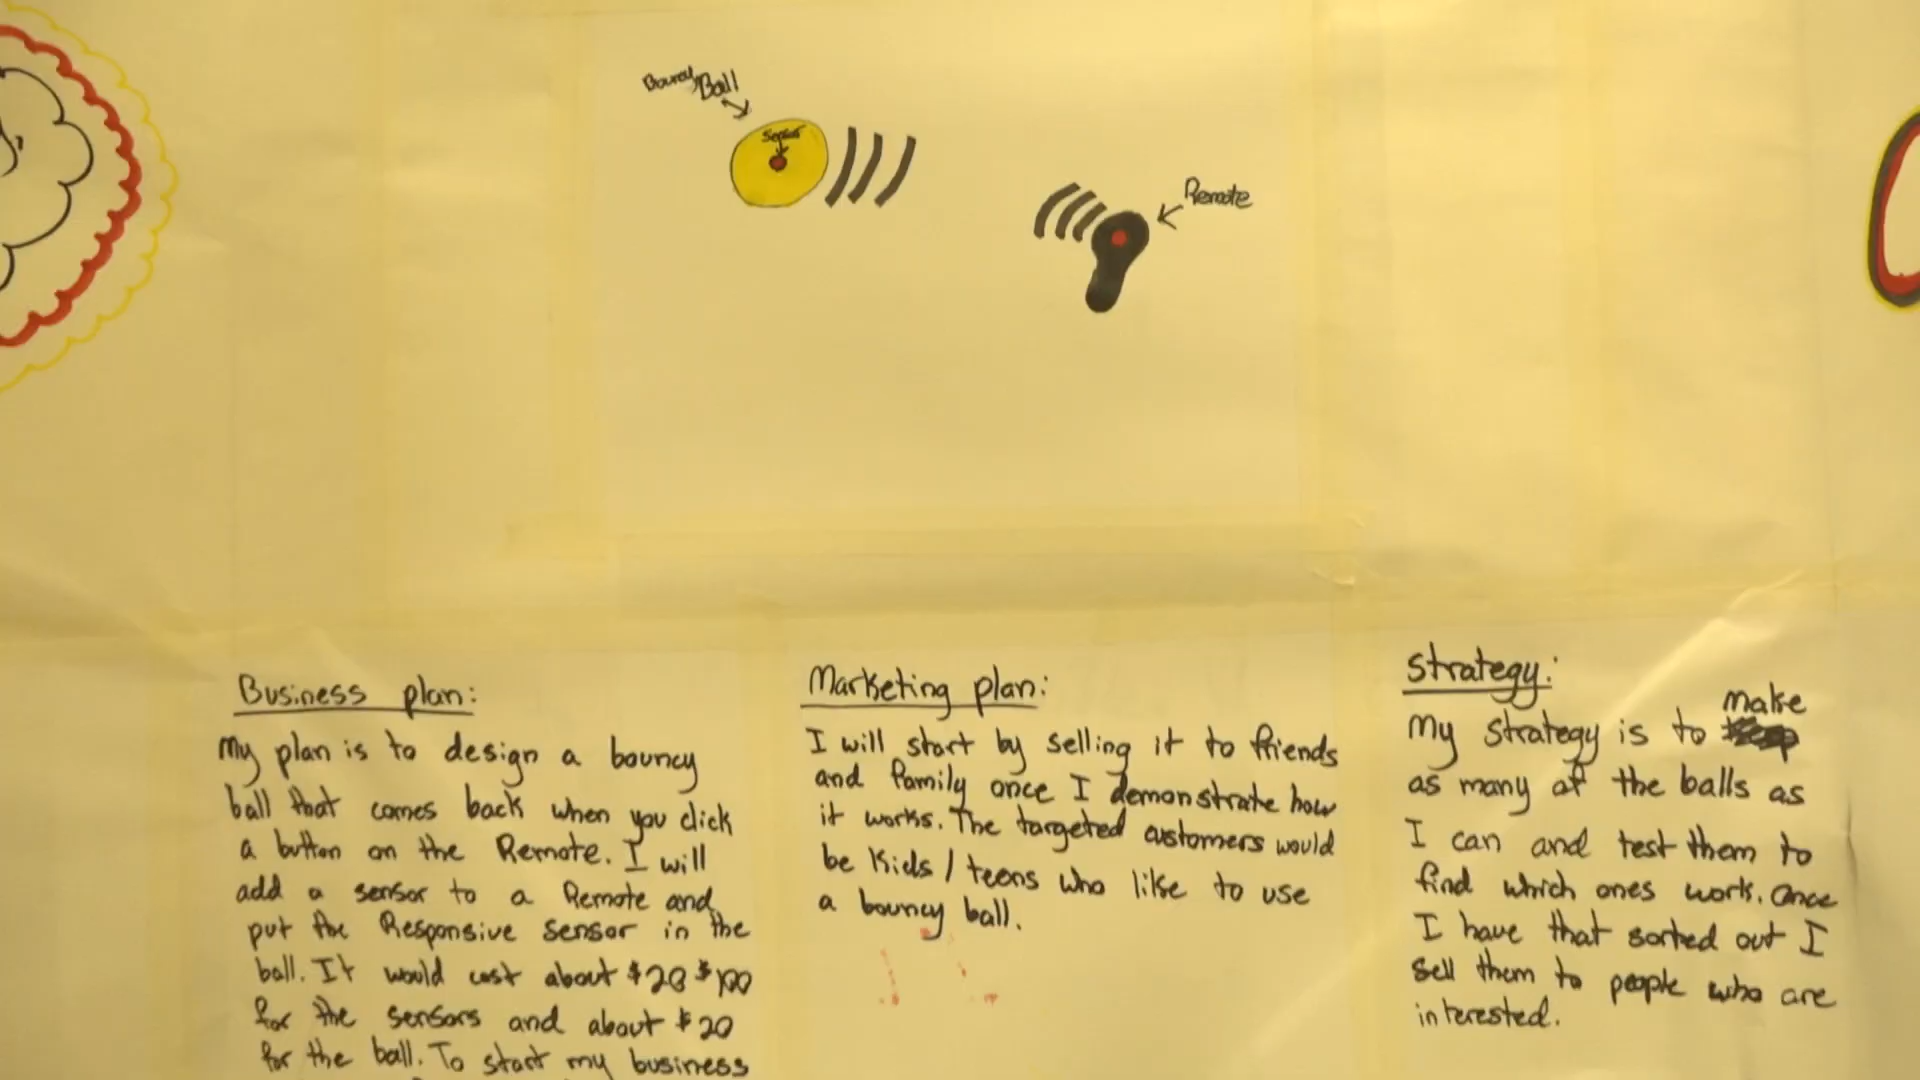 Bouncy Ball
Sensor
Remote
Business plan:
My plan is to design a bouncy
ball that comes back when you click
a button on the Remote. I will
add a sensor to a Remote and
put the Responsive sensor in the
ball. It would cost about $20 $100
for the sensors and about $20
for the ball. To start my business
Marketing plan:
I will start by selling it to friends
and family once I demonstrate how
it works. The targeted customers would
be kids / teens who like to use
a bouncy ball.
Strategy:
make
My strategy is to
as many of the balls as
I can and test them to
find which ones work. Once
I have that sorted out I
sell them to people who are
interested.